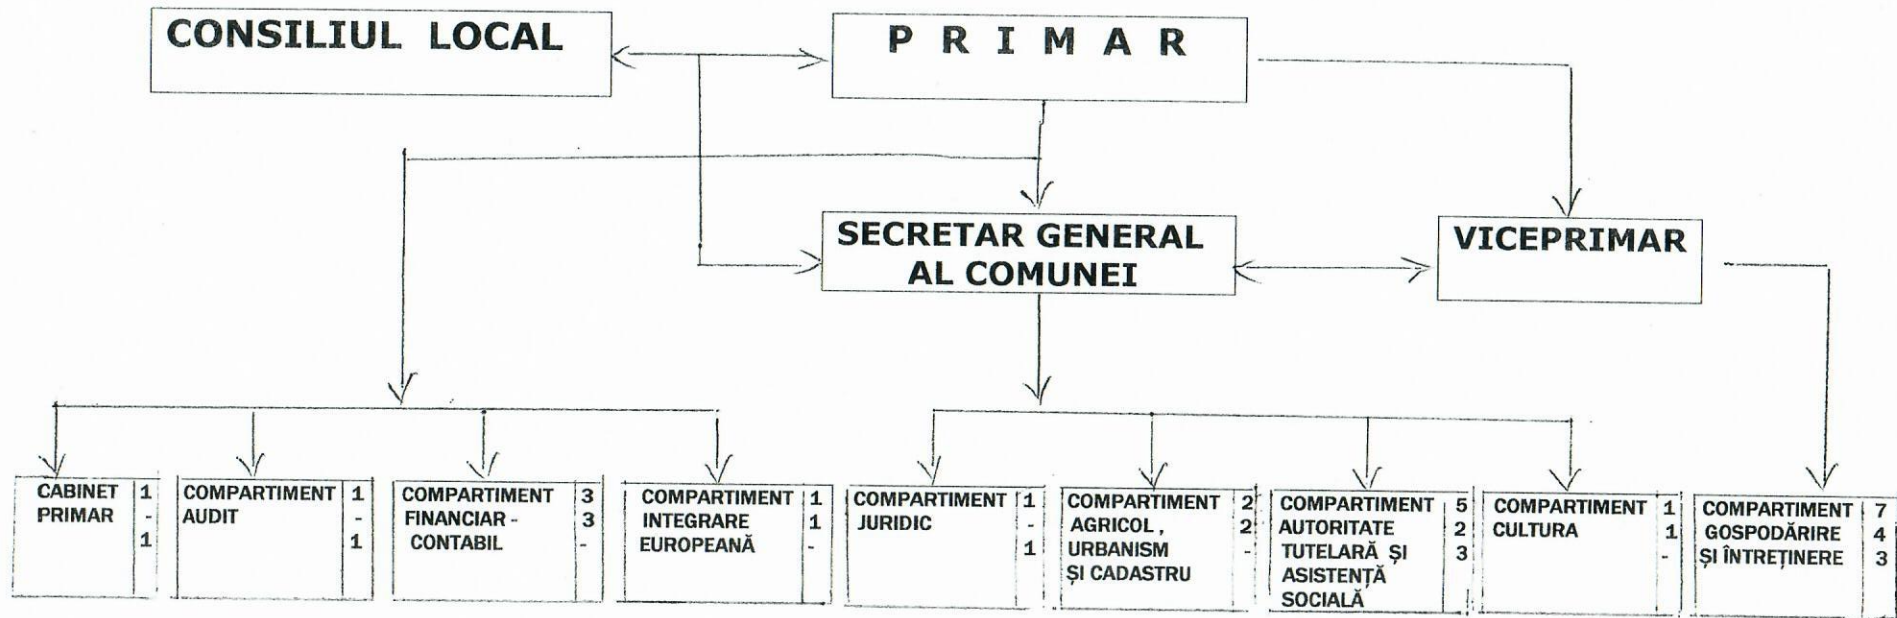 CONSILIUL LOCAL
P R I M A R
SECRETAR GENERAL
AL COMUNEI
VICEPRIMAR
CABINET 1
PRIMAR -
1
COMPARTIMENT 1
AUDIT -
1
COMPARTIMENT 3
FINANCIAR - 3
CONTABIL -
COMPARTIMENT 1
INTEGRARE 1
EUROPEANĂ -
COMPARTIMENT 1
JURIDIC -
1
COMPARTIMENT 2
AGRICOL, 2
URBANISM -
ȘI CADASTRU
COMPARTIMENT 5
AUTORITATE 2
TUTELARĂ ȘI 3
ASISTENȚĂ
SOCIALĂ
COMPARTIMENT 1
CULTURA 1
-
COMPARTIMENT 7
GOSPODĂRIRE 4
ȘI ÎNTREȚINERE 3